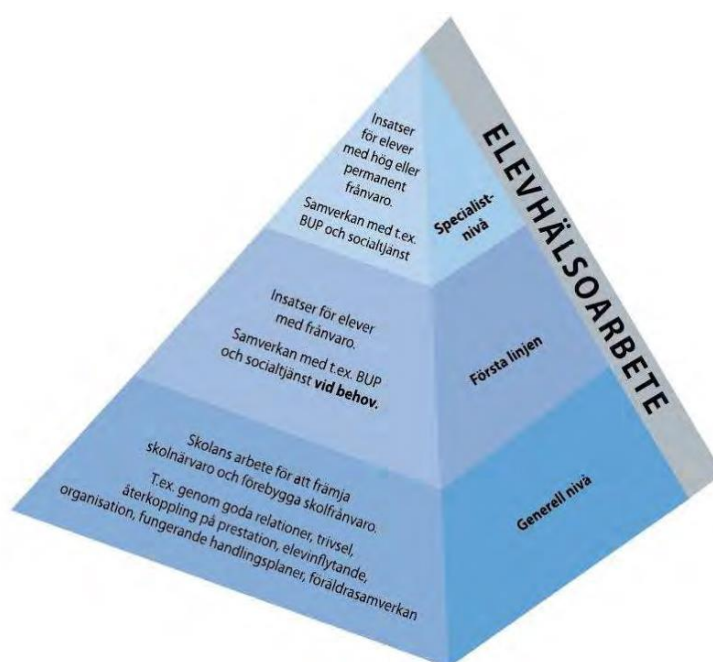 ELEVHÄLSOARBETE
Insatser
för elever
med hög eller
permanent
frånvaro.
Samverkan med t.ex.
BUP och socialtjänst
Specialist-
nivå
Insatser för elever
med frånvaro.
Samverkan med t.ex. BUP
och socialtjänst vid behov.
Första linjen
Skolans arbete för att främja
skolnärvaro och förebygga skolfrånvaro.
T.ex. genom goda relationer, trivsel,
återkoppling på prestation, elevinflytande,
organisation, fungerande handlingsplaner, föräldrasamverkan
Generell nivå